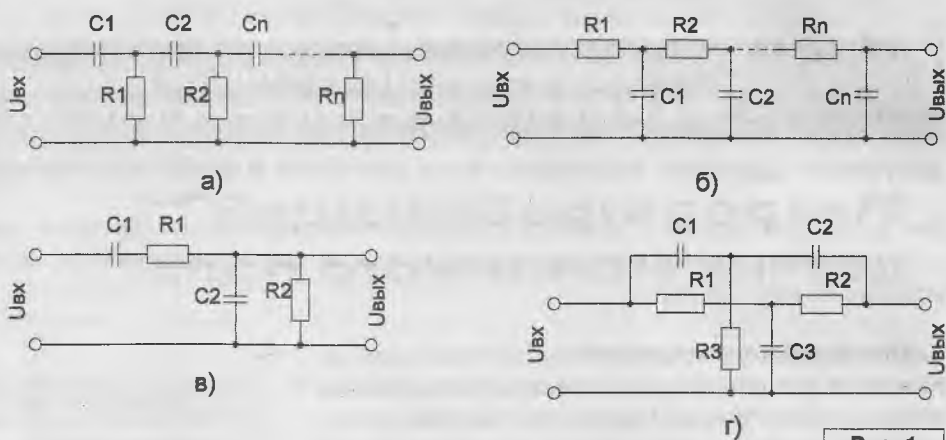 C1 C2 Cn
R1 R2 Rn
Uвх
Uвых
а)
R1 R2 Rn
C1 C2 Cn
Uвх
Uвых
б)
C1 R1
C2 R2
Uвх
Uвых
в)
C1 C2
R1 R2
R3 C3
Uвх
Uвых
г)